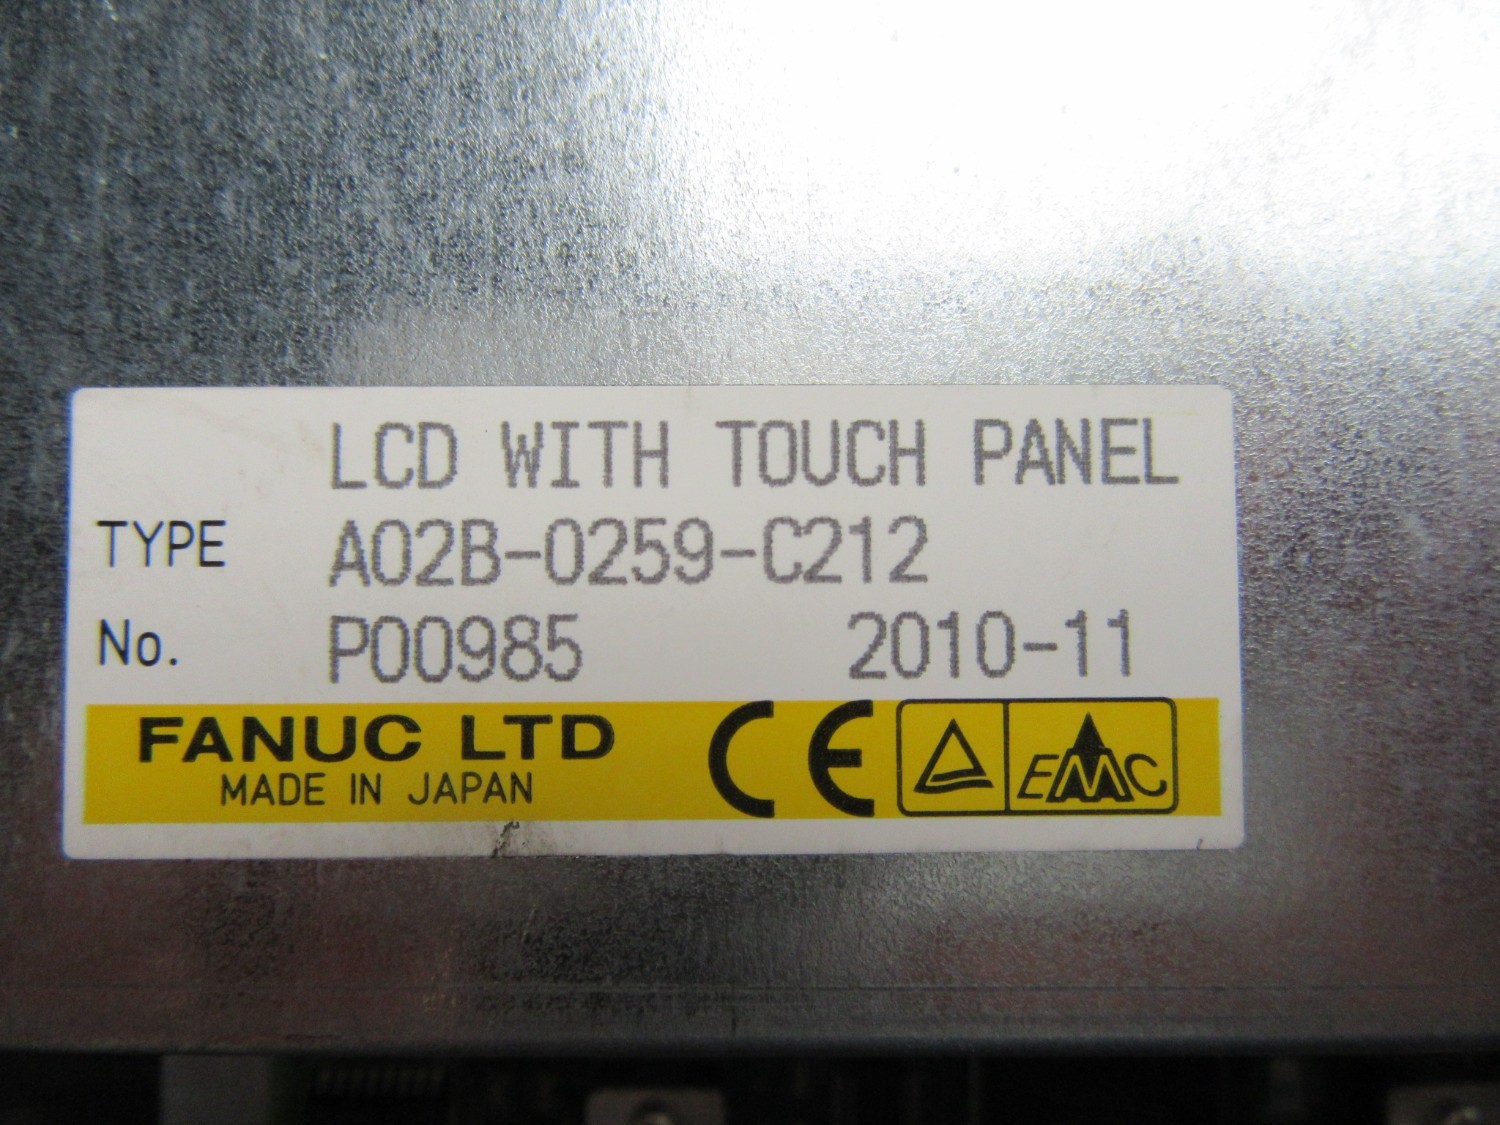 LCD WITH TOUCH PANEL
TYPE A02B-0259-C212
No. P00985 2010-11
FANUC LTD
MADE IN JAPAN
CE
EMC